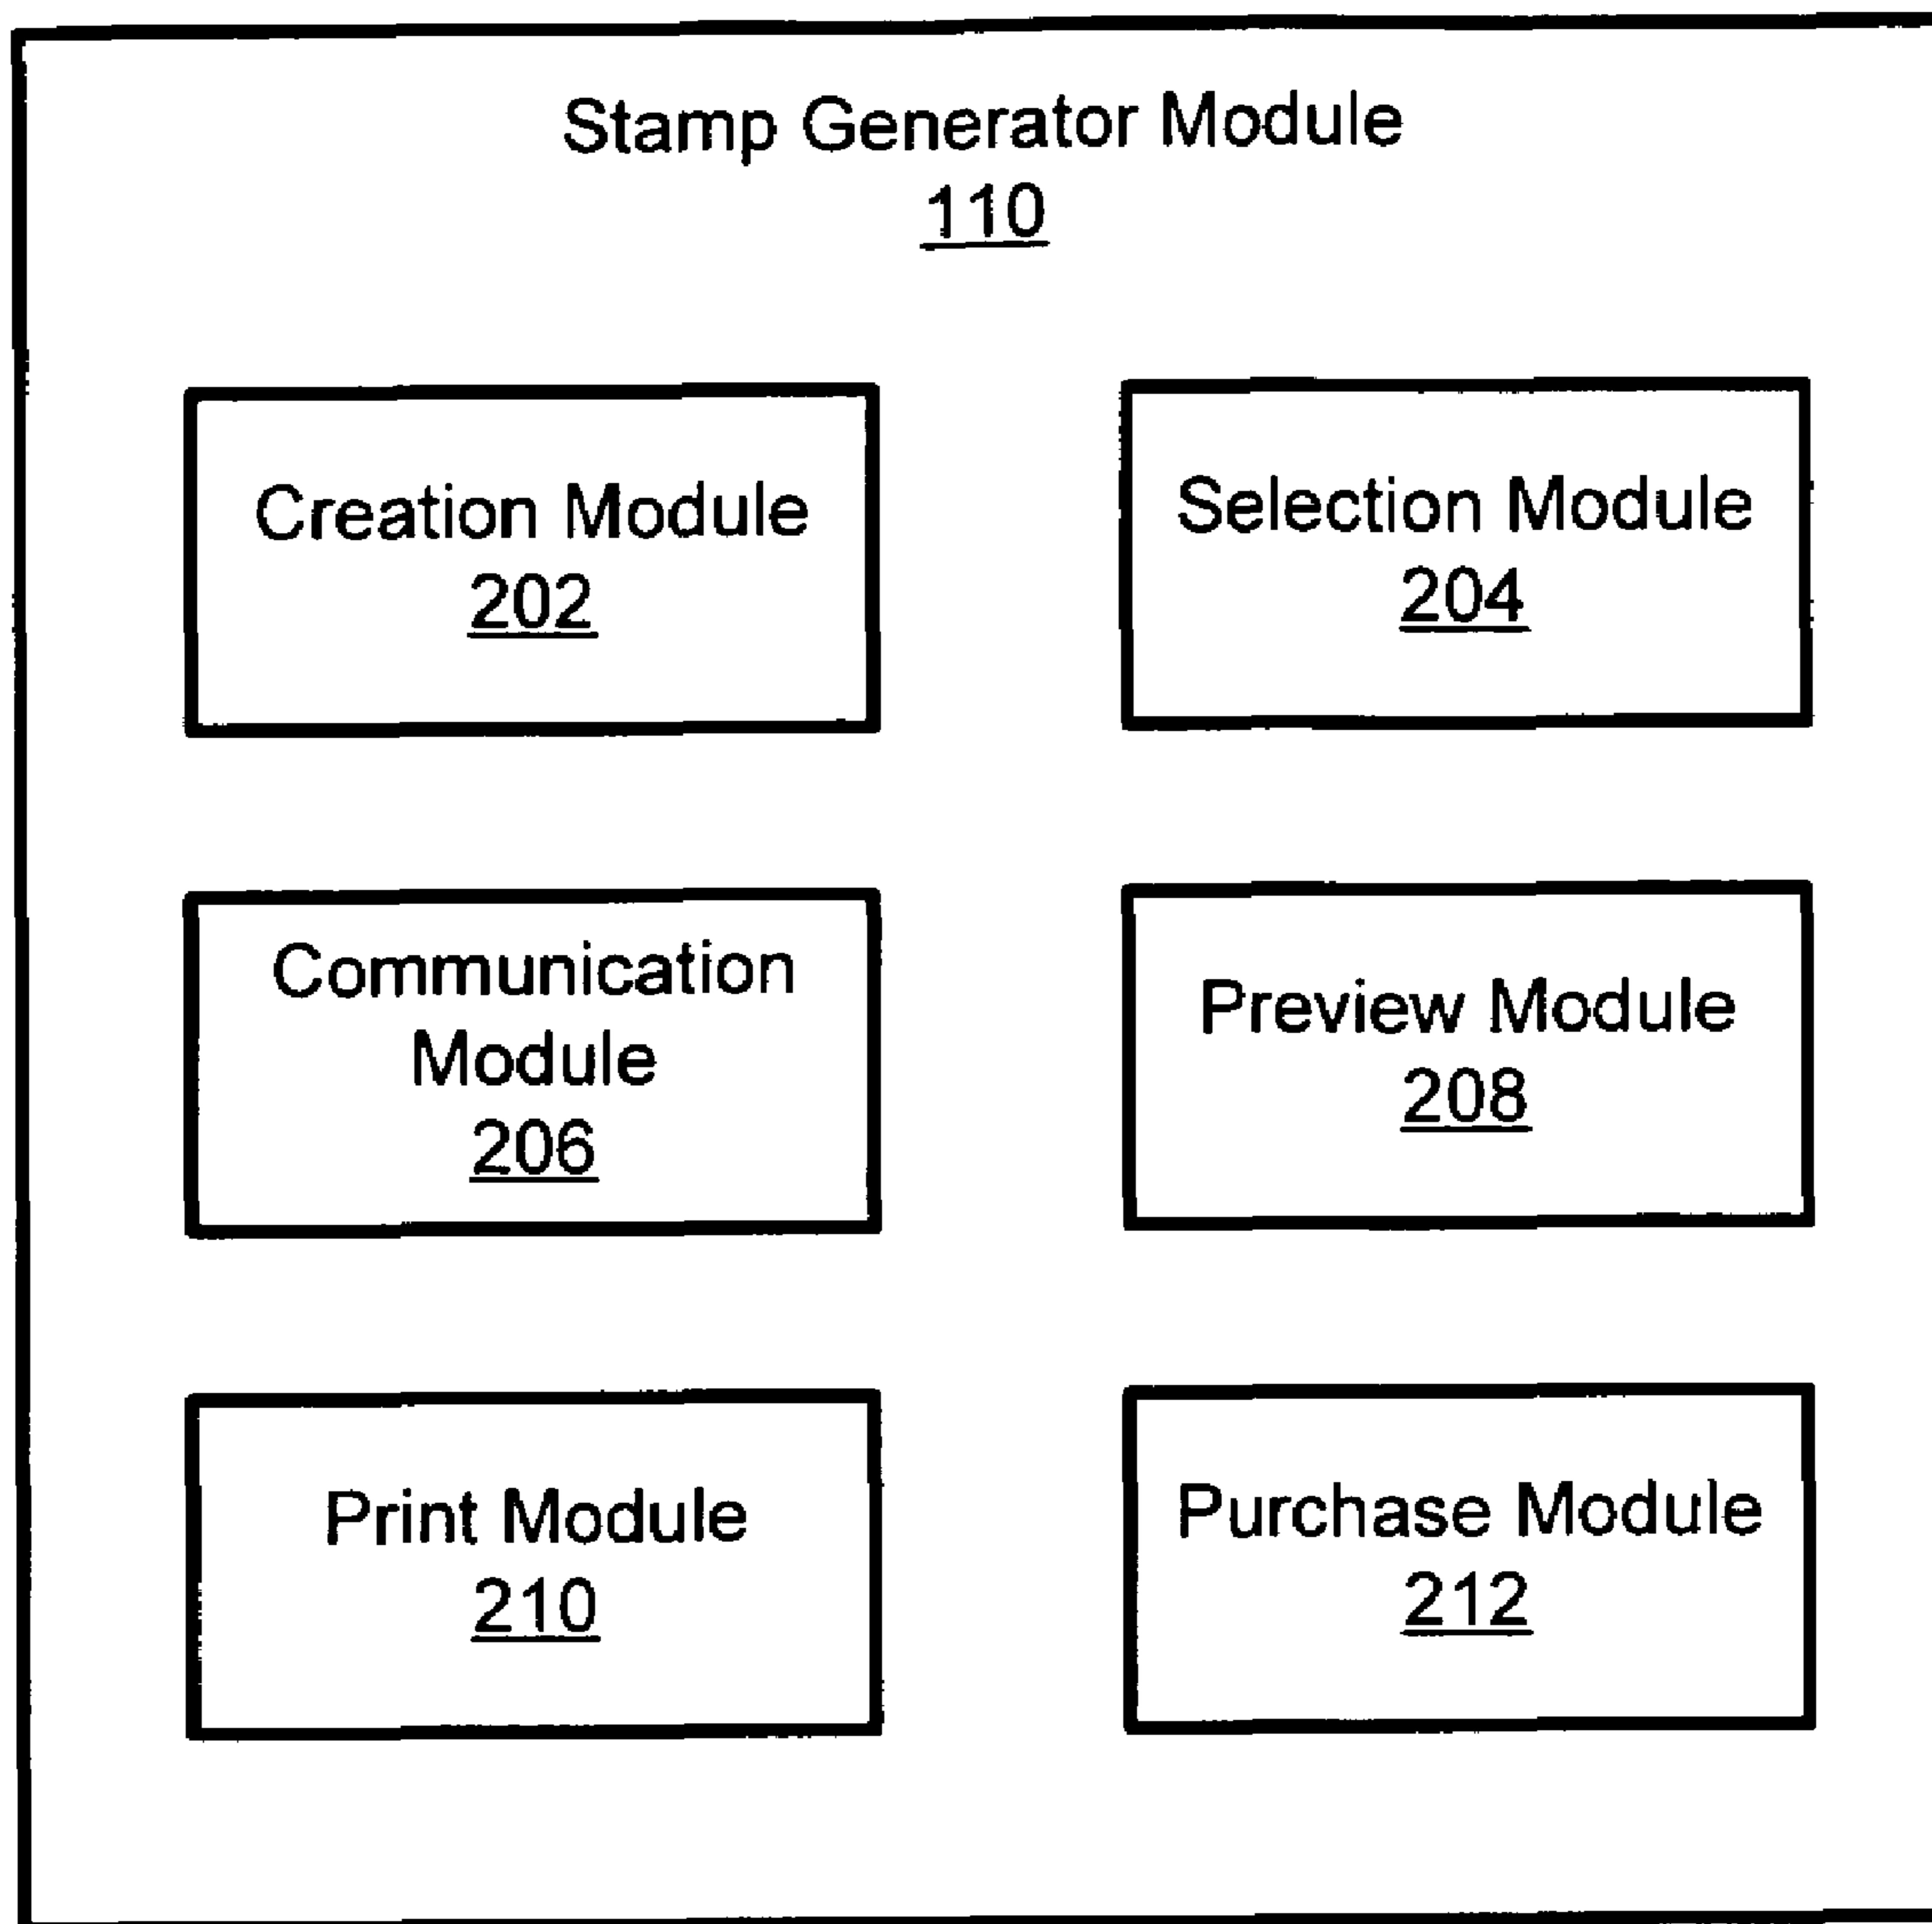 Stamp Generator Module
110
Creation Module
202
Selection Module
204
Communication
Module
206
Preview Module
208
Print Module
210
Purchase Module
212